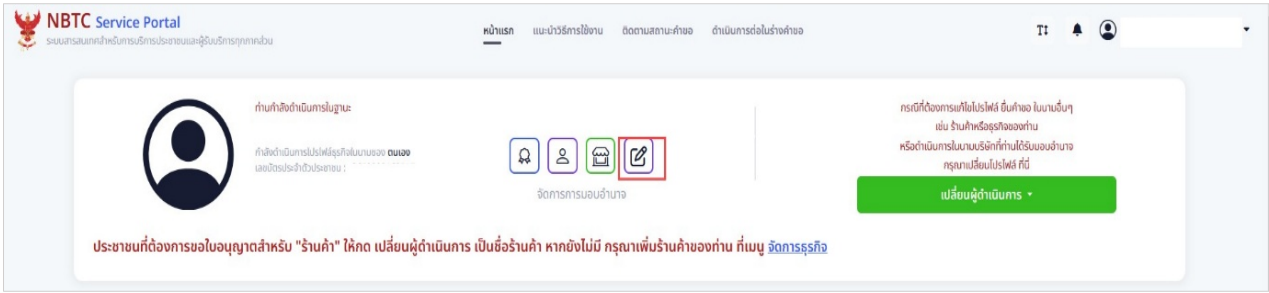 NBTC Service Portal
ระบบสารสนเทศสำหรับการบริการประชาชนและผู้รับบริการทุกภาคส่วน
หน้าแรก แนะนำวิธีการใช้งาน ติดตามสถานะคำขอ ดำเนินการต่อใบร่างคำขอ
ท่านกำลังดำเนินการในฐานะ
กำลังดำเนินการโปรไฟล์ธุรกิจในนามของ ตนเอง
เลขบัตรประจำตัวประชาชน :
จัดการการมอบอำนาจ
กรณีที่ต้องการแก้ไขโปรไฟล์ ยื่นคำขอ ในนามอื่นๆ
เช่น ร้านค้าหรือธุรกิจของท่าน
หรือดำเนินการในนามบริษัทที่ท่านได้รับมอบอำนาจ
กรุณาเปลี่ยนโปรไฟล์ ที่นี่
เปลี่ยนผู้ดำเนินการ
ประชาชนที่ต้องการขอใบอนุญาตสำหรับ "ร้านค้า" ให้กด เปลี่ยนผู้ดำเนินการ เป็นชื่อร้านค้า หากยังไม่มี กรุณาเพิ่มร้านค้าของท่าน ที่เมนู จัดการธุรกิจ